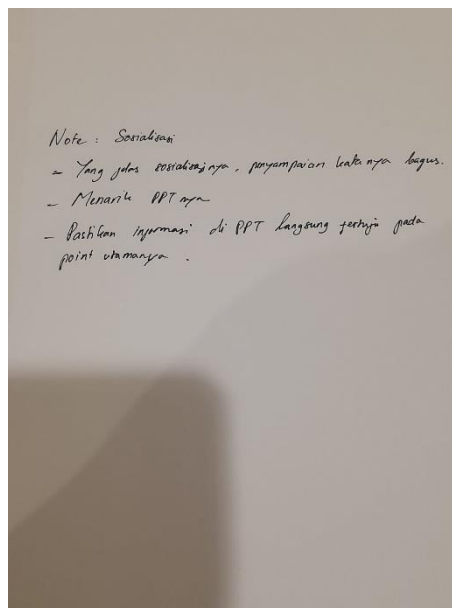 Note : Sosialisasi
- Yang jelas sosialisasinya, penyampaian katanya bagus.
- Menarik PPT nya
- Pastikan informasi di PPT langsung tertuju pada
point utamanya.